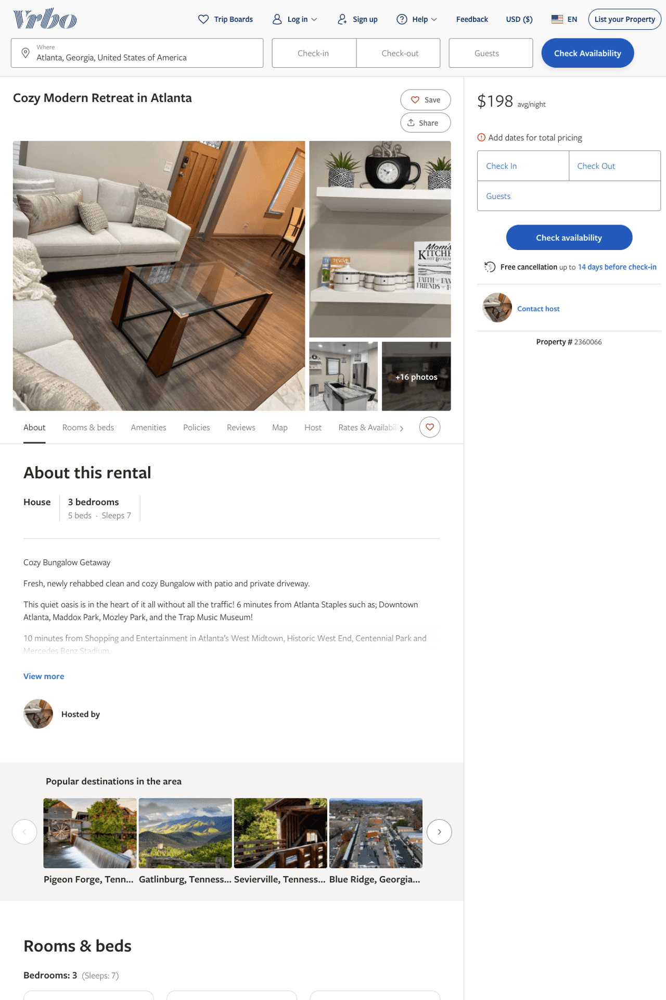 Vrbo
Trip Boards
Log in
Sign up
Help
Feedback
USD ($)
EN
List your Property
Where
Atlanta, Georgia, United States of America
Check-in
Check-out
Guests
Check Availability
Cozy Modern Retreat in Atlanta
Save
Share
Mom's
KITCHE
HOT & FRES
FAITH FAM
FRIENDS FO
TE TEVIVE
+16 photos
$198 avg/night
Add dates for total pricing
Check In
Check Out
Guests
Check availability
Free cancellation up to 14 days before check-in
Contact host
Property # 2360066
About
Rooms & beds
Amenities
Policies
Reviews
Map
Host
Rates & Availabili
About this rental
House
3 bedrooms
5 beds · Sleeps 7
Cozy Bungalow Getaway
Fresh, newly rehabbed clean and cozy Bungalow with patio and private driveway.
This quiet oasis is in the heart of it all without all the traffic! 6 minutes from Atlanta Staples such as; Downtown
Atlanta, Maddox Park, Mozley Park, and the Trap Music Museum!
10 minutes from Shopping and Entertainment in Atlanta's West Midtown, Historic West End, Centennial Park and
Mercedes Benz Stadium.
View more
Hosted by
Popular destinations in the area
Pigeon Forge, Tenn...
Gatlinburg, Tenness...
Sevierville, Tenness...
Blue Ridge, Georgia...
Rooms & beds
Bedrooms: 3 (Sleeps: 7)